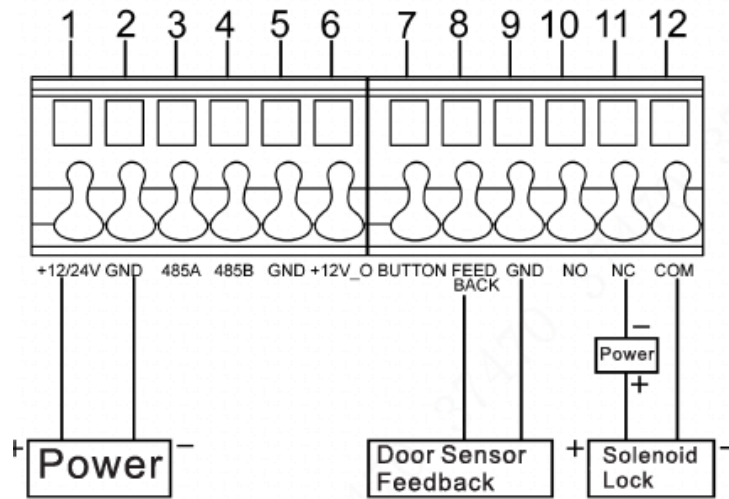 1 2 3 4 5 6 7 8 9 10 11 12
+12/24V GND 485A 485B GND +12V_O BUTTON FEED GND NO NC COM
BACK
−
Power
+
+ Power −
Door Sensor
Feedback
+ Solenoid −
Lock